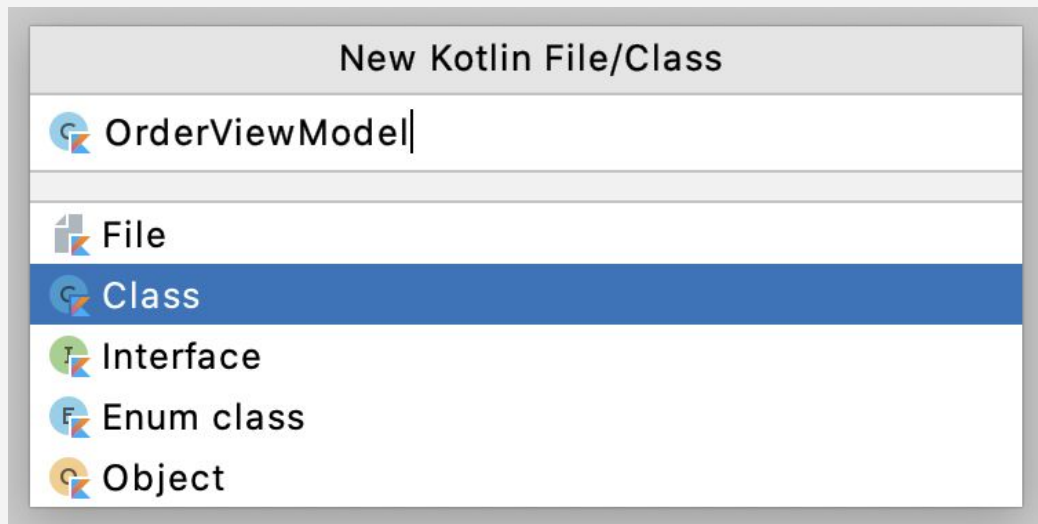 New Kotlin File/Class
OrderViewModel
File
Class
Interface
Enum class
Object